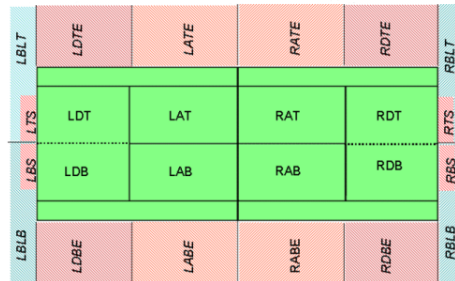 LBLT LDTE LATE RATE RDTE RBLT
LTS LDT LAT RAT RDT RTS
LBS LDB LAB RAB RDB RBS
LBLB LDBE LABE RABE RDBE RBLB